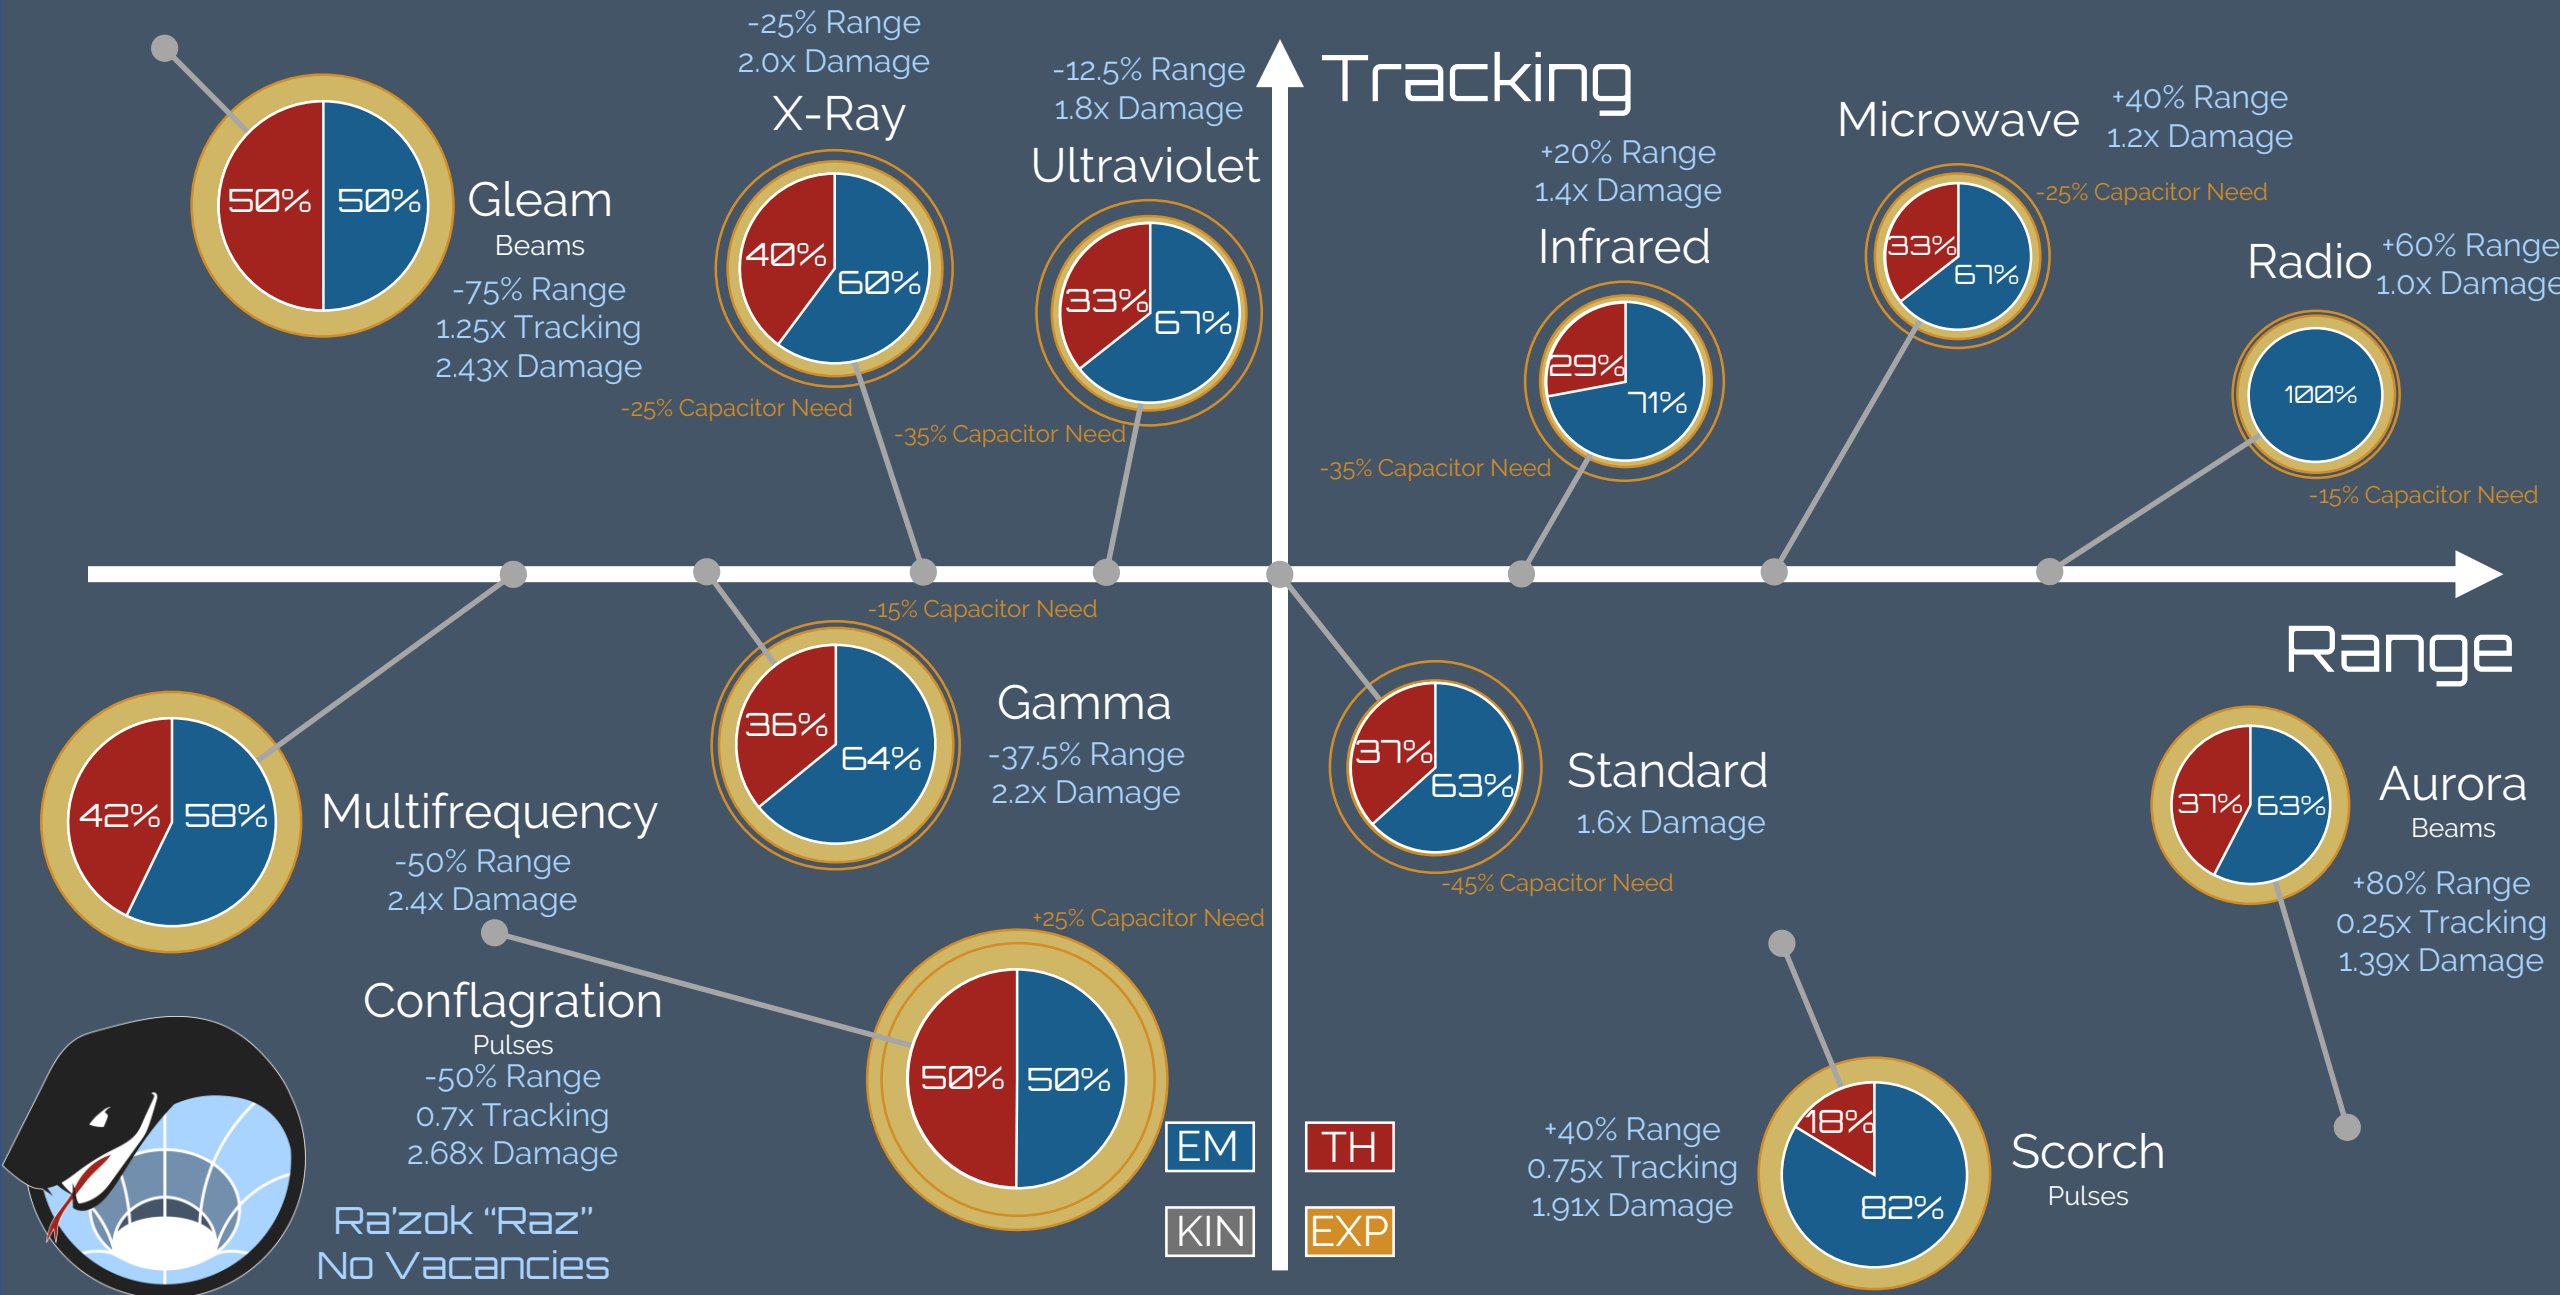 -25% Range
2.0x Damage
X-Ray
40%
60%
-25% Capacitor Need
-12.5% Range
1.8x Damage
Ultraviolet
33%
67%
-35% Capacitor Need
Tracking
50%
50%
Gleam
Beams
-75% Range
1.25x Tracking
2.43x Damage
+20% Range
1.4x Damage
Infrared
29%
71%
-35% Capacitor Need
Microwave
+40% Range
1.2x Damage
-25% Capacitor Need
33%
67%
Radio
+60% Range
1.0x Damage
100%
-15% Capacitor Need
Range
42%
58%
Multifrequency
-50% Range
2.4x Damage
-15% Capacitor Need
36%
64%
Gamma
-37.5% Range
2.2x Damage
37%
63%
Standard
1.6x Damage
-45% Capacitor Need
37%
63%
Aurora
Beams
+80% Range
0.25x Tracking
1.39x Damage
+25% Capacitor Need
Conflagration
Pulses
-50% Range
0.7x Tracking
2.68x Damage
50%
50%
+40% Range
0.75x Tracking
1.91x Damage
18%
82%
Scorch
Pulses
EM
TH
KIN
EXP
Ra'zok “Raz”
No Vacancies